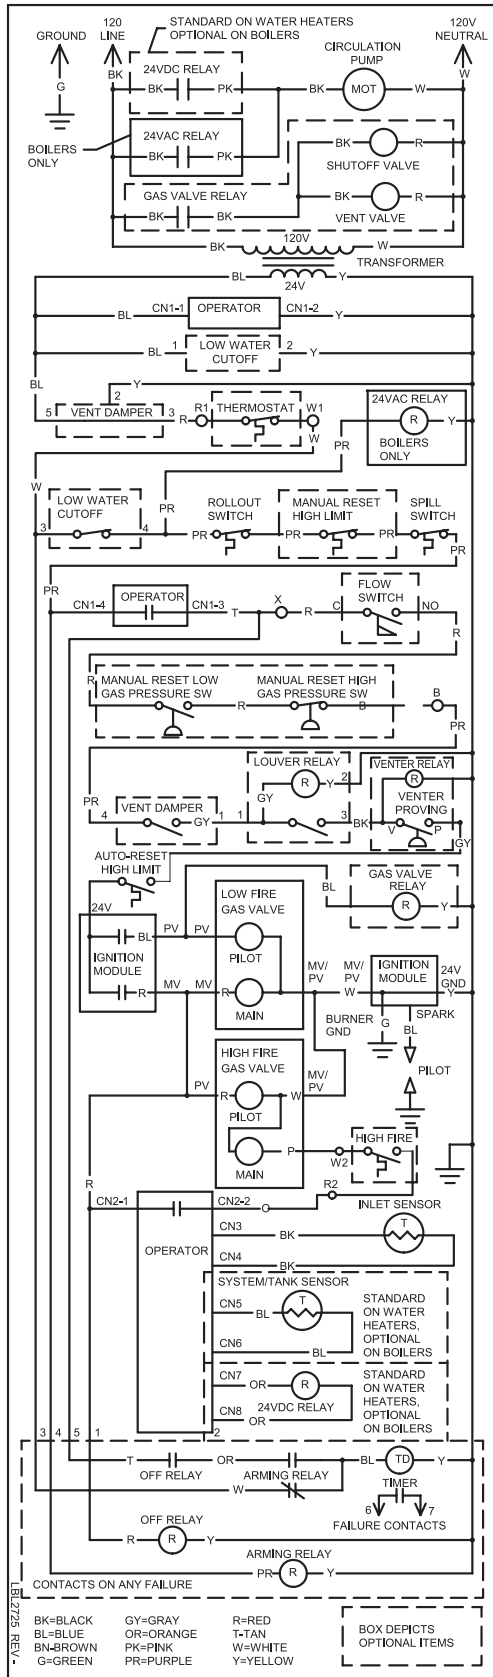 GROUND
120
LINE
STANDARD ON WATER HEATERS
OPTIONAL ON BOILERS
120V
NEUTRAL
CIRCULATION
PUMP
BK
24VDC RELAY
G
BK
PK
BK
MOT
W
W
BOILERS
ONLY
24VAC RELAY
BK
PK
BK
R
SHUTOFF VALVE
GAS VALVE RELAY
BK
BK
BK
R
VENT VALVE
BK
120V
W
TRANSFORMER
BL
Y
24V
BL
CN1-1
OPERATOR
CN1-2
Y
BL
1
LOW WATER
CUTOFF
2
Y
BL
Y
2
5
VENT DAMPER
3
R
R1
THERMOSTAT
W1
W
24VAC RELAY
R
Y
BOILERS
ONLY
PR
W
LOW WATER
CUTOFF
3
4
PR
ROLLOUT
SWITCH
PR
MANUAL RESET
HIGH LIMIT
PR
PR
SPILL
SWITCH
PR
PR
CN1-4
OPERATOR
CN1-3
T
X
R
C
FLOW
SWITCH
NO
R
R
MANUAL RESET LOW
GAS PRESSURE SW
R
MANUAL RESET HIGH
GAS PRESSURE SW
B
B
PR
PR
4
VENT DAMPER
GY
1
1
LOUVER RELAY
R
Y
2
GY
3
BK
VENTER RELAY
R
VENTER
PROVING
V
P
GY
AUTO-RESET
HIGH LIMIT
BL
GAS VALVE
RELAY
R
Y
24V
BL
PV
PV
IGNITION
MODULE
R
MV
MV
LOW FIRE
GAS VALVE
PILOT
R
MAIN
MV/
PV
MV/
PV
W
IGNITION
MODULE
24V
GND
Y
BURNER
GND
G
SPARK
BL
PILOT
HIGH FIRE
GAS VALVE
PV
R
W
PILOT
MV/
PV
MAIN
P
W2
HIGH FIRE
R2
R
CN2-1
CN2-2
O
INLET SENSOR
T
OPERATOR
CN3
BK
CN4
BK
SYSTEM/TANK SENSOR
CN5
BL
T
CN6
BL
STANDARD
ON WATER
HEATERS,
OPTIONAL
ON BOILERS
CN7
OR
R
24VDC RELAY
CN8
OR
STANDARD
ON WATER
HEATERS,
OPTIONAL
ON BOILERS
3
4
5
1
2
T
OFF RELAY
OR
ARMING RELAY
BL
TD
Y
TIMER
W
6
7
FAILURE CONTACTS
OFF RELAY
R
R
Y
ARMING RELAY
PR
R
Y
CONTACTS ON ANY FAILURE
LBL2725 REV -
BK=BLACK
GY=GRAY
R=RED
BL=BLUE
OR=ORANGE
T-TAN
BN-BROWN
PK=PINK
W=WHITE
G=GREEN
PR=PURPLE
Y=YELLOW
BOX DEPICTS
OPTIONAL ITEMS